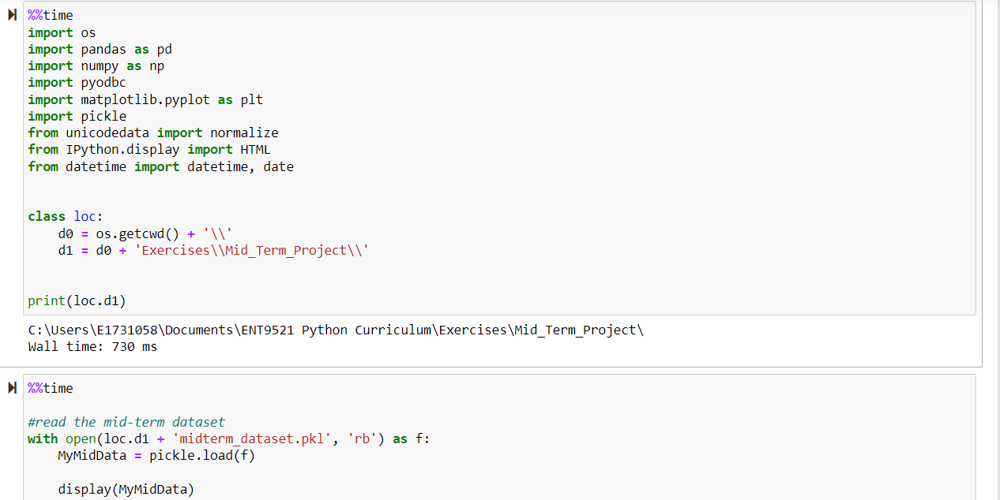 %%time
import os
import pandas as pd
import numpy as np
import pyodbc
import matplotlib.pyplot as plt
import pickle
from unicodedata import normalize
from IPython.display import HTML
from datetime import datetime, date
class loc:
    d0 = os.getcwd() + '\\'
    d1 = d0 + 'Exercises\\Mid_Term_Project\\'
print(loc.d1)
C:\Users\E1731058\Documents\ENT9521 Python Curriculum\Exercises\Mid_Term_Project\
Wall time: 730 ms
%%time
#read the mid-term dataset
with open(loc.d1 + 'midterm_dataset.pkl', 'rb') as f:
    MyMidData = pickle.load(f)
    display(MyMidData)